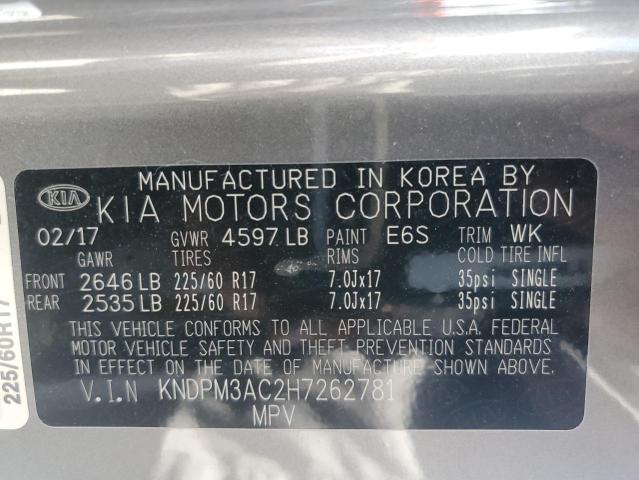 MANUFACTURED IN KOREA BY
KIA KIA MOTORS CORPORATION
02/17 GVWR 4597 LB PAINT E6S TRIM WK
GAWR TIRES RIMS COLD TIRE INFL
FRONT 2646 LB 225/60 R17 7.0Jx17 35psi SINGLE
REAR 2535 LB 225/60 R17 7.0Jx17 35psi SINGLE
THIS VEHICLE CONFORMS TO ALL APPLICABLE U.S.A. FEDERAL
MOTOR VEHICLE SAFETY AND THEFT PREVENTION STANDARDS
IN EFFECT ON THE DATE OF MANUFACTURE SHOWN ABOVE.
V.I.N KNDPM3AC2H7262781
MPV
225/60R17